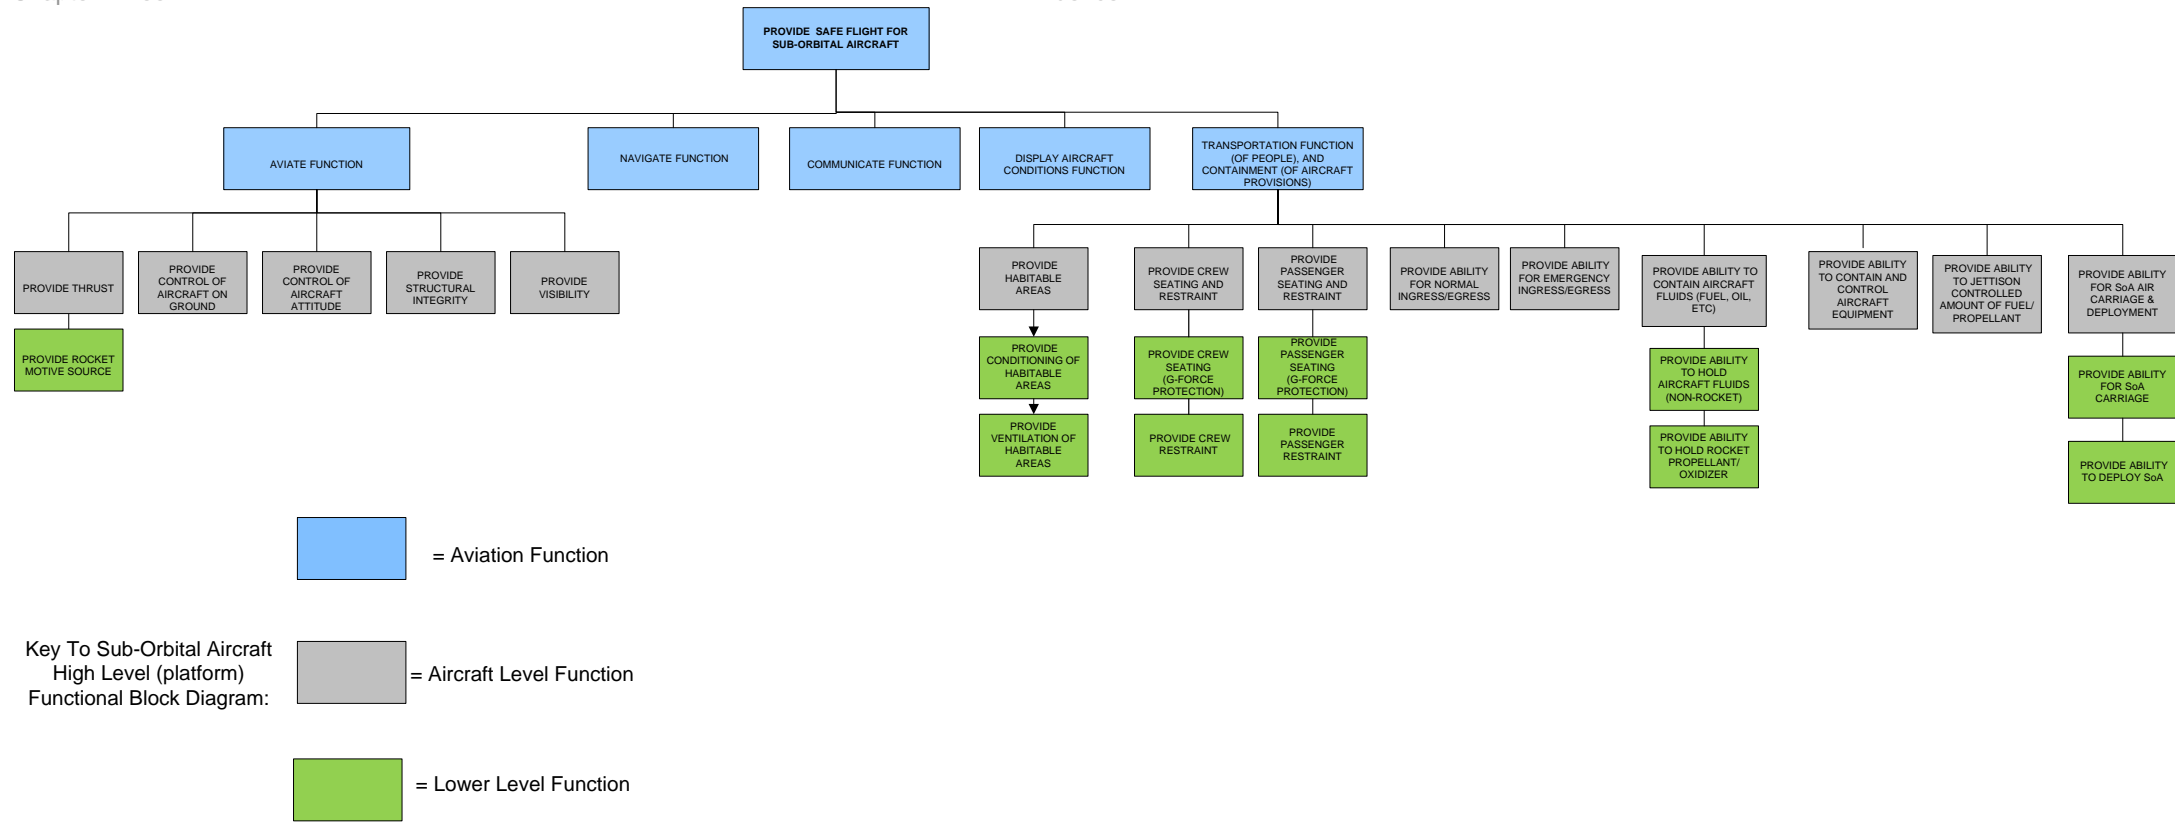 PROVIDE SAFE FLIGHT FOR
SUB-ORBITAL AIRCRAFT
AVIATE FUNCTION
NAVIGATE FUNCTION
COMMUNICATE FUNCTION
DISPLAY AIRCRAFT
CONDITIONS FUNCTION
TRANSPORTATION FUNCTION
(OF PEOPLE), AND
CONTAINMENT (OF AIRCRAFT
PROVISIONS)
PROVIDE THRUST
PROVIDE
CONTROL OF
AIRCRAFT ON
GROUND
PROVIDE
CONTROL OF
AIRCRAFT
ATTITUDE
PROVIDE
STRUCTURAL
INTEGRITY
PROVIDE
VISIBILITY
PROVIDE
HABITABLE
AREAS
PROVIDE CREW
SEATING AND
RESTRAINT
PROVIDE
PASSENGER
SEATING AND
RESTRAINT
PROVIDE ABILITY
FOR NORMAL
INGRESS/EGRESS
PROVIDE ABILITY
FOR EMERGENCY
INGRESS/EGRESS
PROVIDE ABILITY TO
CONTAIN AIRCRAFT
FLUIDS (FUEL, OIL,
ETC)
PROVIDE ABILITY
TO CONTAIN AND
CONTROL
AIRCRAFT
EQUIPMENT
PROVIDE ABILITY
TO JETTISON
CONTROLLED
AMOUNT OF FUEL/
PROPELLANT
PROVIDE ABILITY
FOR SoA AIR
CARRIAGE &
DEPLOYMENT
PROVIDE ROCKET
MOTIVE SOURCE
PROVIDE
CONDITIONING OF
HABITABLE
AREAS
PROVIDE CREW
SEATING
(G-FORCE
PROTECTION)
PROVIDE
PASSENGER
SEATING
(G-FORCE
PROTECTION)
PROVIDE ABILITY
TO HOLD
AIRCRAFT FLUIDS
(NON-ROCKET)
PROVIDE ABILITY
FOR SoA
CARRIAGE
PROVIDE
VENTILATION OF
HABITABLE
AREAS
PROVIDE CREW
RESTRAINT
PROVIDE
PASSENGER
RESTRAINT
PROVIDE ABILITY
TO HOLD ROCKET
PROPELLANT/
OXIDIZER
PROVIDE ABILITY
TO DEPLOY SoA
= Aviation Function
Key To Sub-Orbital Aircraft
High Level (platform)
Functional Block Diagram:
= Aircraft Level Function
= Lower Level Function